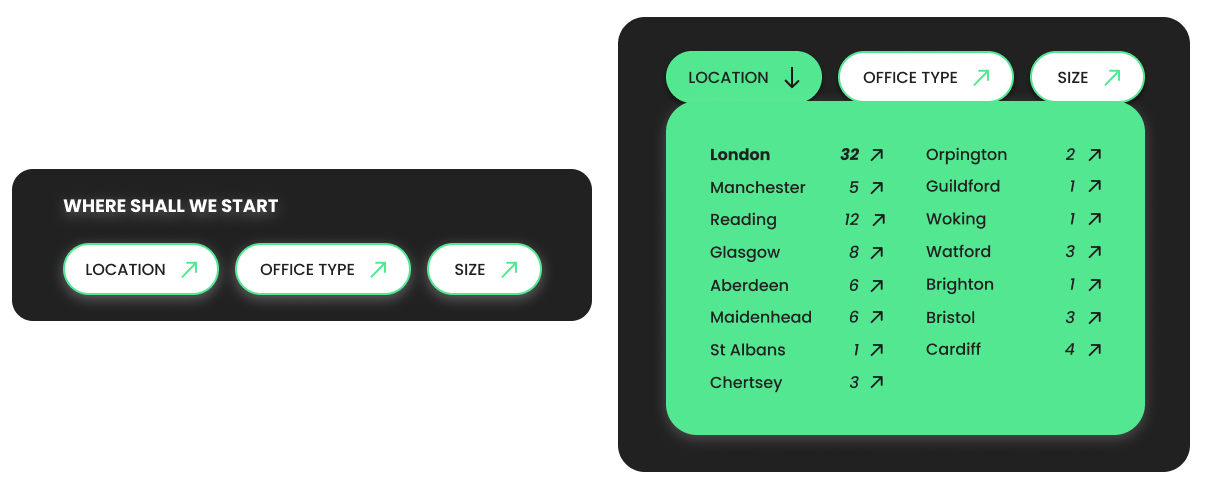 WHERE SHALL WE START
LOCATION OFFICE TYPE SIZE
LOCATION OFFICE TYPE SIZE
London 32
Manchester 5
Reading 12
Glasgow 8
Aberdeen 6
Maidenhead 6
St Albans 1
Chertsey 3
Orpington 2
Guildford 1
Woking 1
Watford 3
Brighton 1
Bristol 3
Cardiff 4